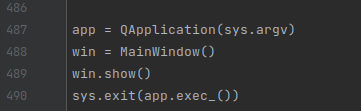 486
487 app = QApplication(sys.argv)
488 win = MainWindow()
489 win.show()
490 sys.exit(app.exec_())